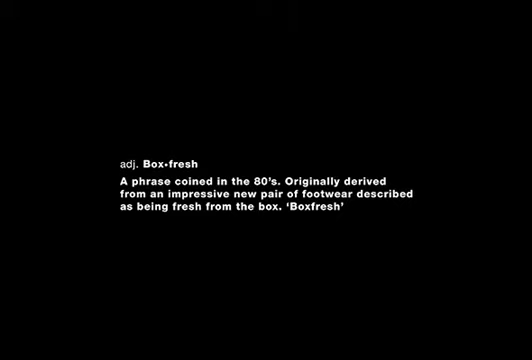 adj. Box•fresh
A phrase coined in the 80's. Originally derived
from an impressive new pair of footwear described
as being fresh from the box. ‘Boxfresh’